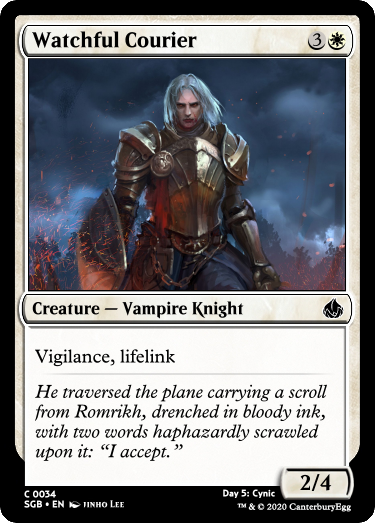 Watchful Courier 3
Creature — Vampire Knight
Vigilance, lifelink
He traversed the plane carrying a scroll
from Romrikh, drenched in bloody ink,
with two words haphazardly scrawled
upon it: “I accept.”
2/4
C 0034
Day 5: Cynic
SGB • EN JINHO LEE
™ & © 2020 CanterburyEgg